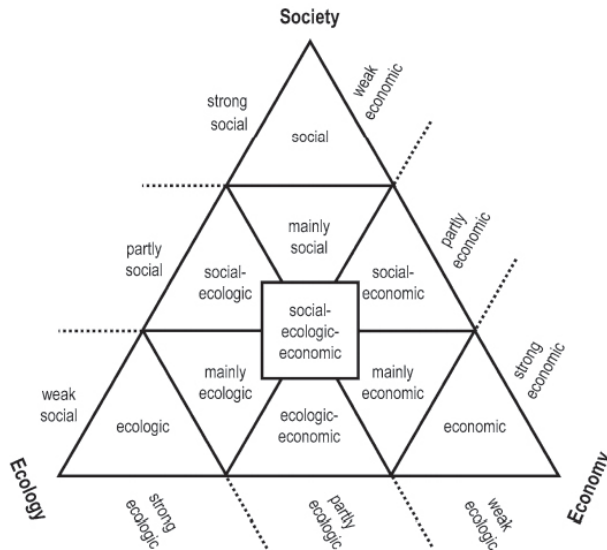 Society
strong
social
weak
economic
social
partly
social
mainly
social
partly
economic
social-
ecologic
social-
economic
social-
ecologic-
economic
weak
social
mainly
ecologic
mainly
economic
strong
economic
ecologic
ecologic-
economic
economic
Ecology
strong
ecologic
partly
ecologic
weak
ecologic
Economy